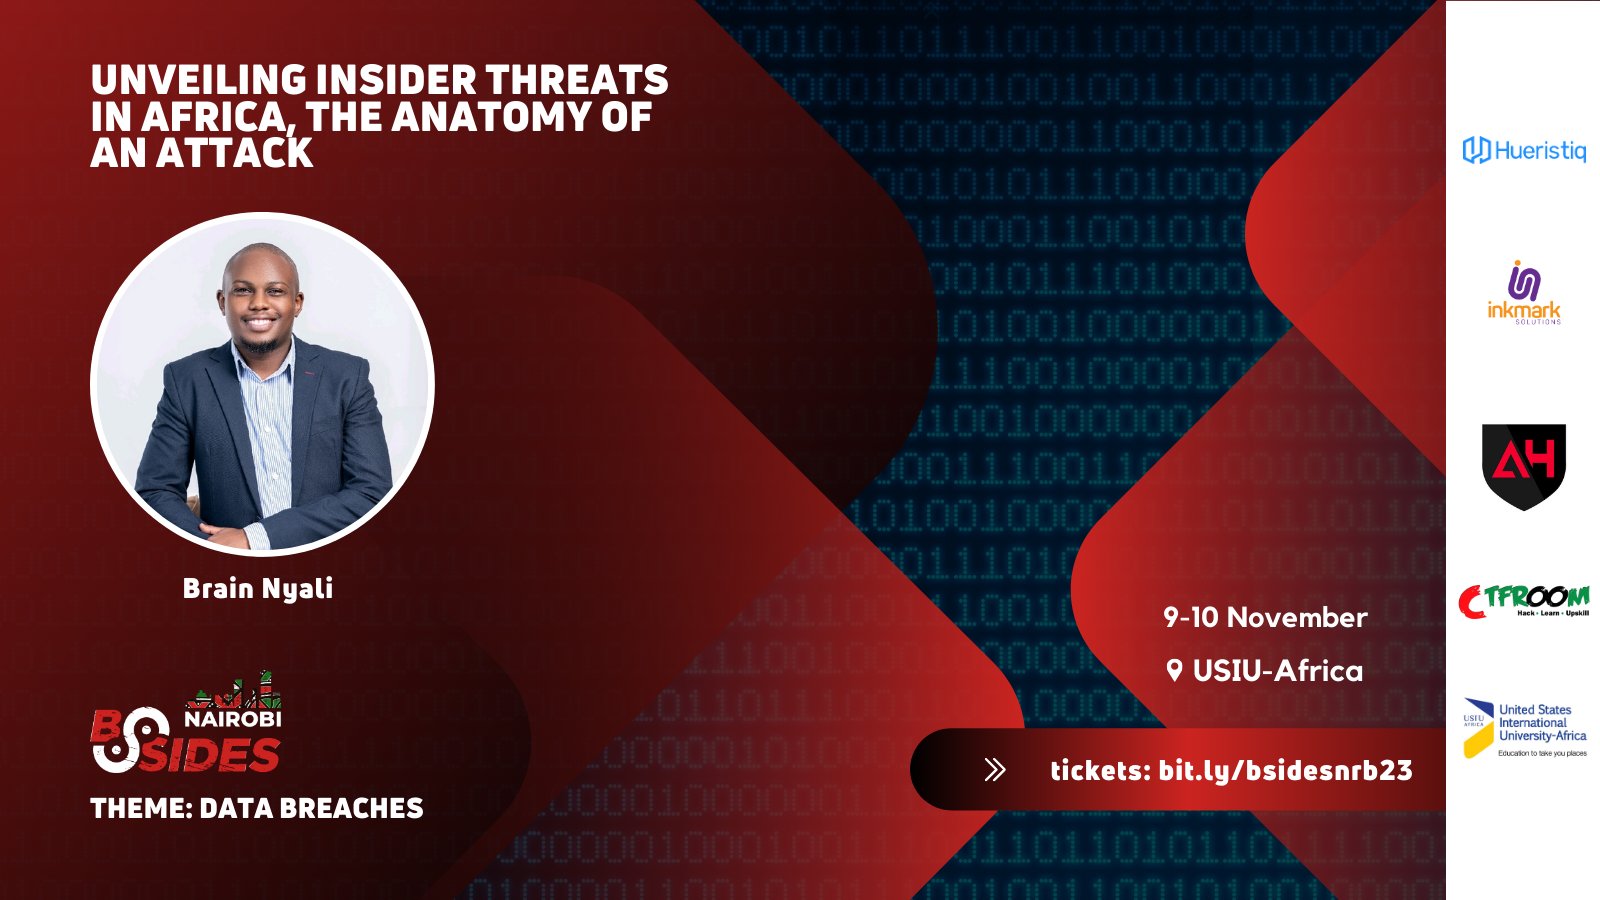 UNVEILING INSIDER THREATS
IN AFRICA, THE ANATOMY OF
AN ATTACK
Brain Nyali
NAIROBI
BSIDES
THEME: DATA BREACHES
9-10 November
USIU-Africa
tickets: bit.ly/bsidesnrb23
Hueristiq
inkmark
SOLUTIONS
AH
CTFROOM
Hack - Learn - Upskill
USIU
AFRICA
United States
International
University-Africa
Education to take you places